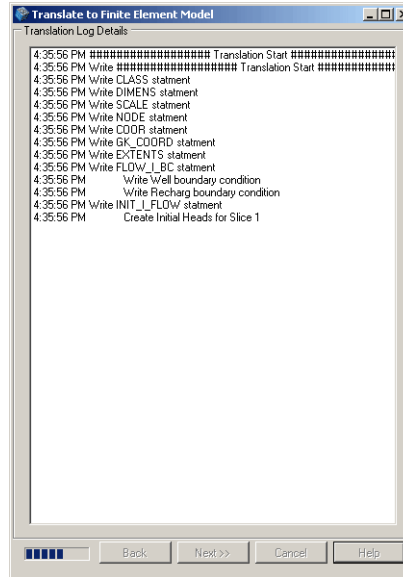 Translate to Finite Element Model
Translation Log Details
4:35:56 PM ################### Translation Start ################
4:35:56 PM Write ################### Translation Start #############
4:35:56 PM Write CLASS statment
4:35:56 PM Write DIMENS statment
4:35:56 PM Write SCALE statment
4:35:56 PM Write NODE statment
4:35:56 PM Write COOR statment
4:35:56 PM Write GK_COORD statment
4:35:56 PM Write EXTENTS statment
4:35:56 PM Write FLOW_I_BC statment
4:35:56 PM Write Well boundary condition
4:35:56 PM Write Recharg boundary condition
4:35:56 PM Write INIT_I_FLOW statment
4:35:56 PM Create Initial Heads for Slice 1
Back Next >> Cancel Help